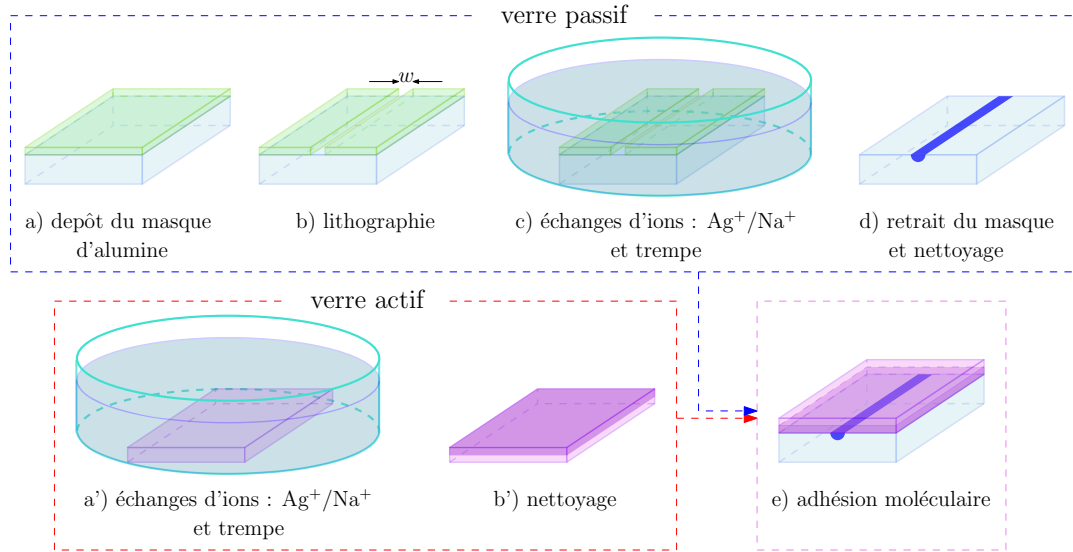 verre passif
w
a) depôt du masque
d'alumine
b) lithographie
c) échanges d'ions : Ag⁺/Na⁺
et trempe
d) retrait du masque
et nettoyage
verre actif
a') échanges d'ions : Ag⁺/Na⁺
et trempe
b') nettoyage
e) adhésion moléculaire